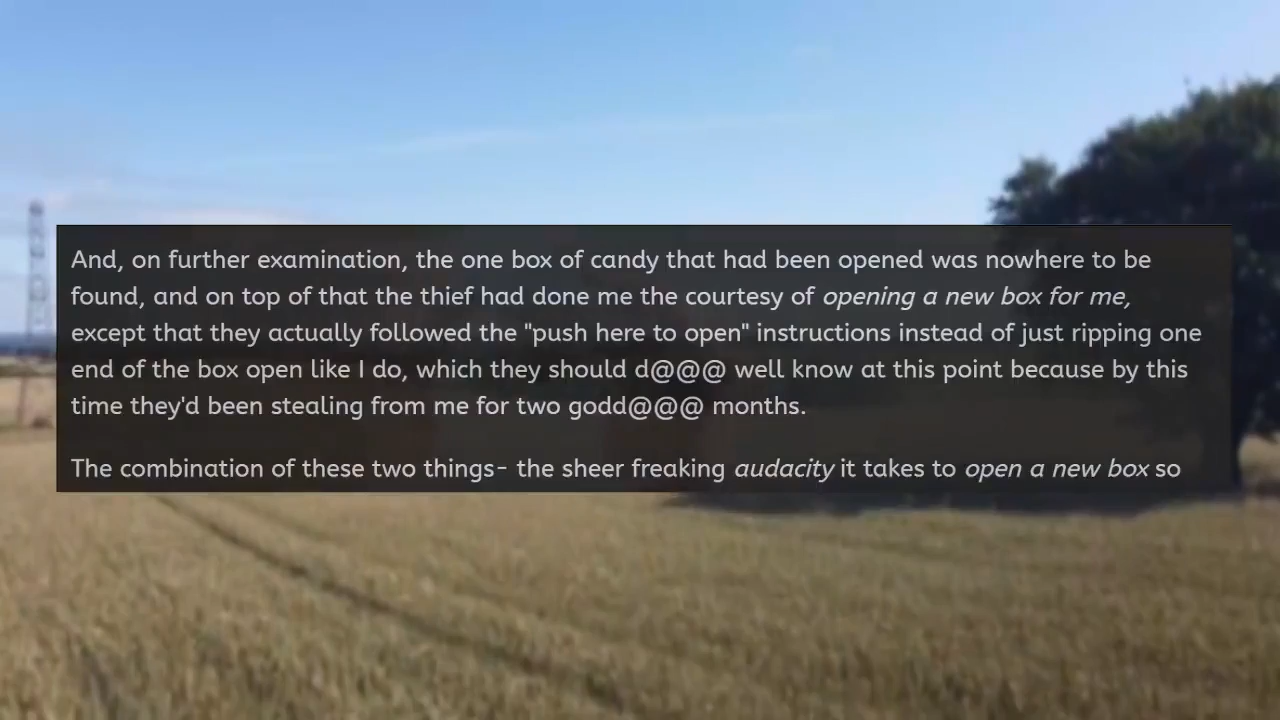 And, on further examination, the one box of candy that had been opened was nowhere to be
found, and on top of that the thief had done me the courtesy of opening a new box for me,
except that they actually followed the "push here to open" instructions instead of just ripping one
end of the box open like I do, which they should d@@@ well know at this point because by this
time they'd been stealing from me for two godd@@@ months.
The combination of these two things- the sheer freaking audacity it takes to open a new box so